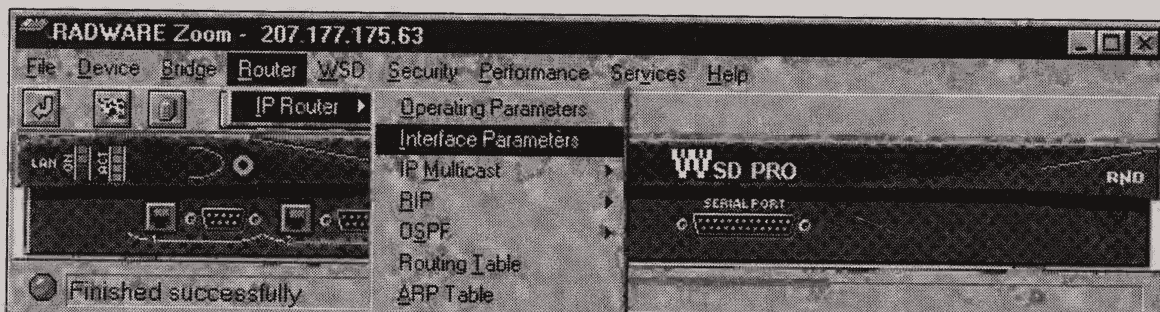 RADWARE Zoom - 207.177.175.63
File Device Bridge Router WSD Security Performance Services Help
IP Router
Operating Parameters
Interface Parameters
IP Multicast
RIP
OSPF
Routing Table
ARP Table
LAN ON ACT
WSD PRO
RND
SERIAL PORT
Finished successfully